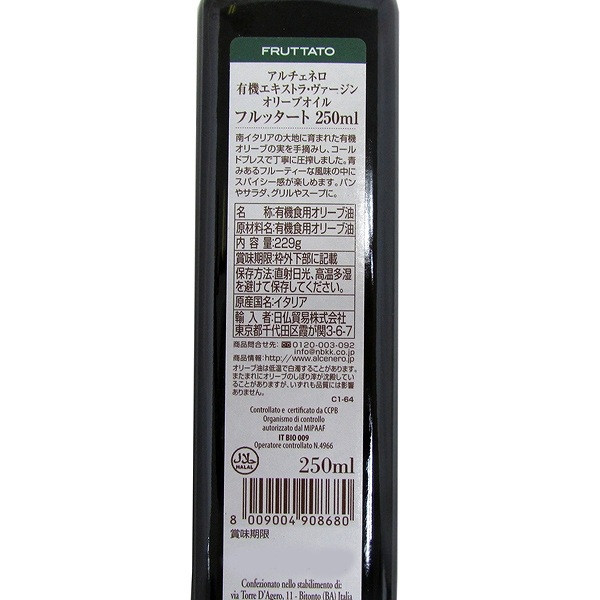 FRUTTATO
アルチェネロ
有機エキストラ・ヴァージン
オリーブオイル
フルッタート 250ml
南イタリアの大地に育まれた有機
オリーブの実を手摘みし、コール
ドプレスで丁寧に圧搾しました。青
みあるフルーティーな風味の中に
スパイシー感が楽しめます。パン
やサラダ、グリルやスープに。
名 称:有機食用オリーブ油
原材料名:有機食用オリーブ油
内 容 量:229g
賞味期限:枠外下部に記載
保存方法:直射日光、高温多湿
を避けて保存してください。
原産国名:イタリア
輸 入 者:日仏貿易株式会社
東京都千代田区霞が関3-6-7
商品問合せ先: 0120-003-092
info@nbkk.co.jp
商品情報:http://www.alcenero.jp
オリーブ油は低温で白濁することがあります。
またまれにオリーブのしぼり滓が沈殿してい
ることがありますが、いずれも品質には影響
ありません。
C1-64
Controllato e certificato da CCPB
Organismo di controllo
autorizzato dal MIPAAF
IT BIO 009
Operatore controllato N.4966
HALAL
250ml
8 009004 908680
賞味期限
Confezionato nello stabilimento di:
via Torre D'Agero, 11 - Bitonto (BA) Italia